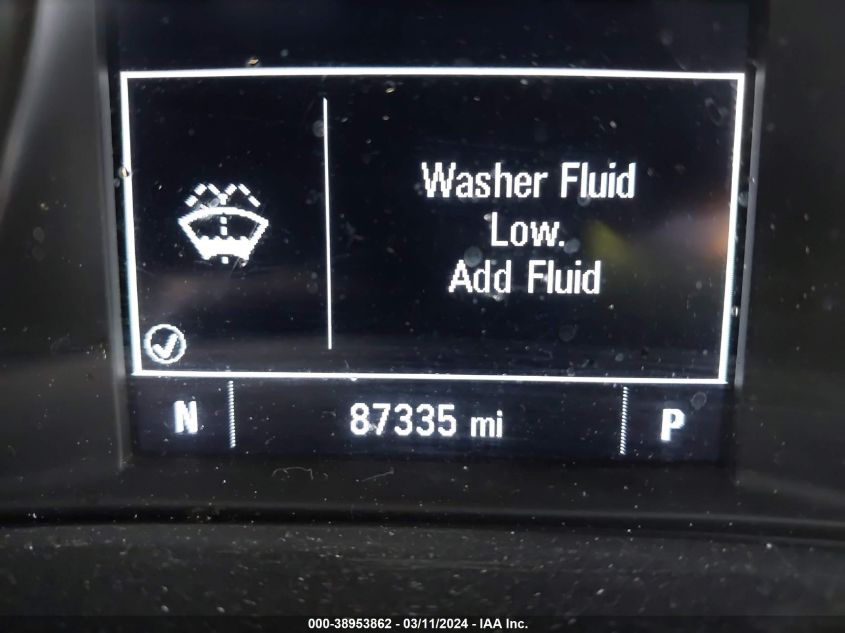 Washer Fluid
Low.
Add Fluid
N 87335 mi P
000-38953862 - 03/11/2024 - IAA Inc.